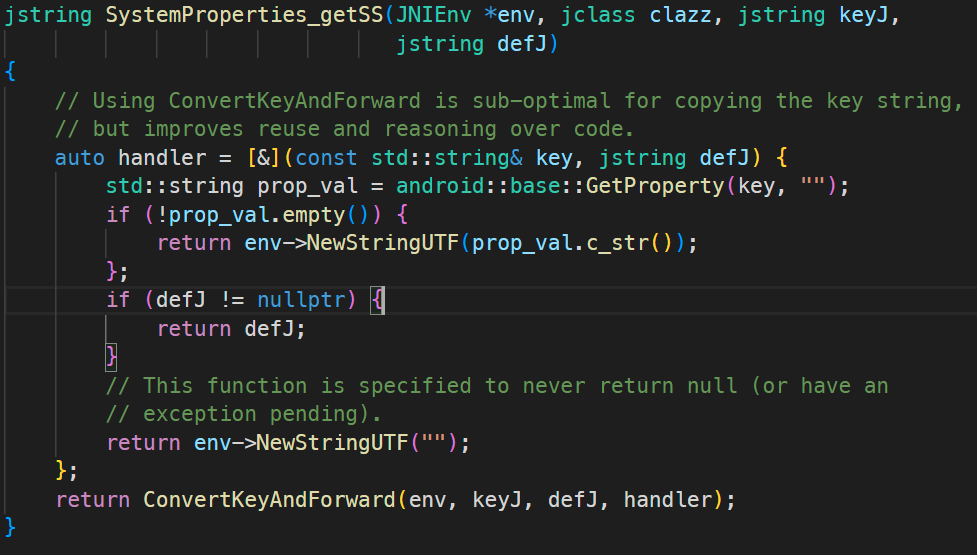 jstring SystemProperties_getSS(JNIEnv *env, jclass clazz, jstring keyJ,
                               jstring defJ)
{
    // Using ConvertKeyAndForward is sub-optimal for copying the key string,
    // but improves reuse and reasoning over code.
    auto handler = [&](const std::string& key, jstring defJ) {
        std::string prop_val = android::base::GetProperty(key, "");
        if (!prop_val.empty()) {
            return env->NewStringUTF(prop_val.c_str());
        };
        if (defJ != nullptr) {
            return defJ;
        }
        // This function is specified to never return null (or have an
        // exception pending).
        return env->NewStringUTF("");
    };
    return ConvertKeyAndForward(env, keyJ, defJ, handler);
}